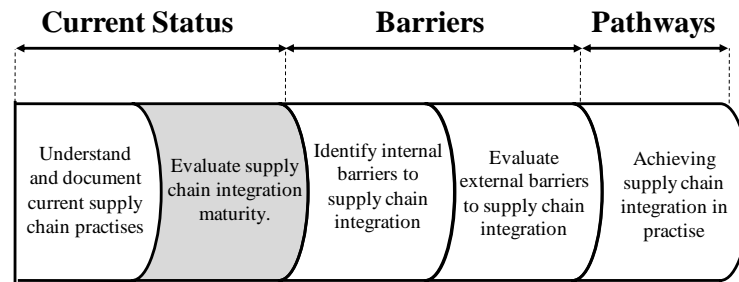 Current Status
Barriers
Pathways
Understand
and document
current supply
chain practises
Evaluate supply
chain integration
maturity.
Identify internal
barriers to
supply chain
integration
Evaluate
external barriers
to supply chain
integration
Achieving
supply chain
integration in
practise